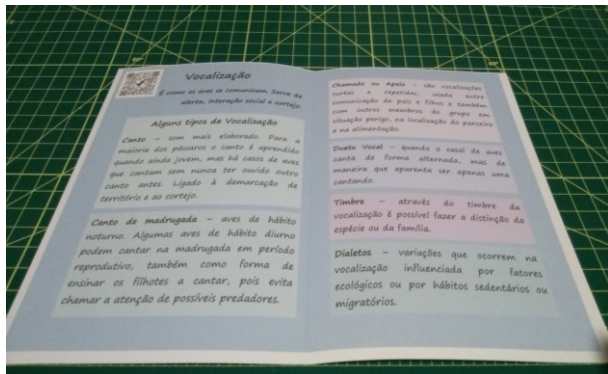 Vocalização
É como as aves se comunicam. Serve de
alerta, interação social e cortejo.
Alguns tipos de Vocalização
Canto – som mais elaborado. Para a
maioria dos pássaros o canto é aprendido
quando ainda jovem, mas há casos de aves
que cantam sem nunca ter ouvido outro
canto antes. Ligado à demarcação de
território e ao cortejo.
Canto de madrugada – aves de hábito
noturno. Algumas aves de hábito diurno
podem cantar na madrugada em período
reprodutivo, também como forma de
ensinar os filhotes a cantar, pois evita
chamar a atenção de possíveis predadores.
Chamado ou Apelo – são vocalizações
curtas e repetidas, usada entre
comunicação de pais e filhos e também
com outros membros do grupo em
situação perigo, na localização da parceira
e na alimentação.
Dueto Vocal – quando o casal de aves
canta de forma alternada, mas de
maneira que aparenta ser apenas uma
cantando.
Timbre – através do timbre da
vocalização é possível fazer a distinção da
espécie ou da família.
Dialetos – variações que ocorrem na
vocalização influenciada por fatores
ecológicos ou por hábitos sedentários ou
migratórios.